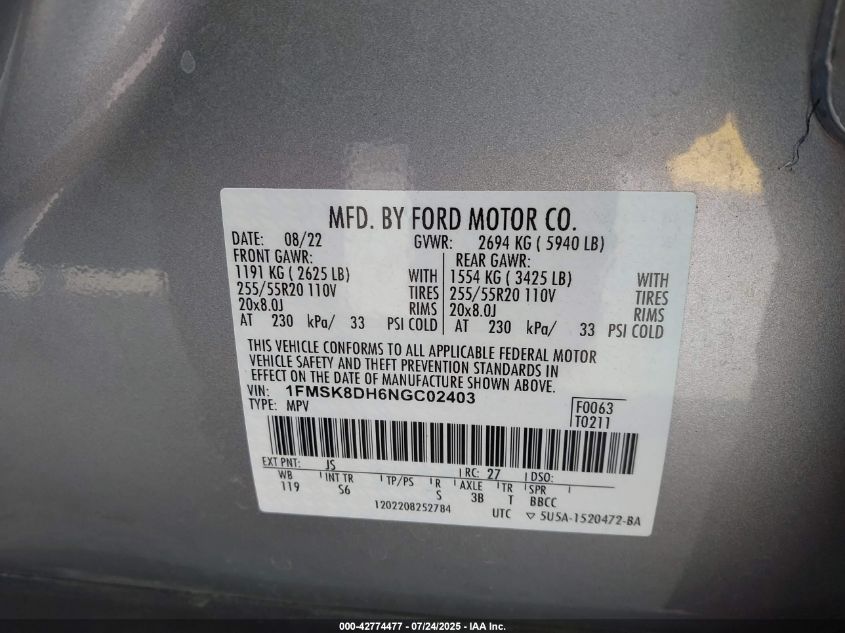 MFD. BY FORD MOTOR CO.
DATE: 08/22 GVWR: 2694 KG ( 5940 LB)
FRONT GAWR: REAR GAWR:
1191 KG ( 2625 LB) WITH 1554 KG ( 3425 LB) WITH
255/55R20 110V TIRES 255/55R20 110V TIRES
20x8.0J RIMS 20x8.0J RIMS
AT 230 kPa/ 33 PSI COLD AT 230 kPa/ 33 PSI COLD
THIS VEHICLE CONFORMS TO ALL APPLICABLE FEDERAL MOTOR
VEHICLE SAFETY AND THEFT PREVENTION STANDARDS IN
EFFECT ON THE DATE OF MANUFACTURE SHOWN ABOVE.
VIN: 1FMSK8DH6NGC02403
TYPE: MPV
F0063
T0211
EXT PNT: JS RC: 27 DSO:
WB INT TR TP/PS R AXLE TR SPR
119 S6 S 3B T BBCC
1202208252784 UTC ▽ 5U5A-1520472-BA
000-42774477 - 07/24/2025 - IAA Inc.